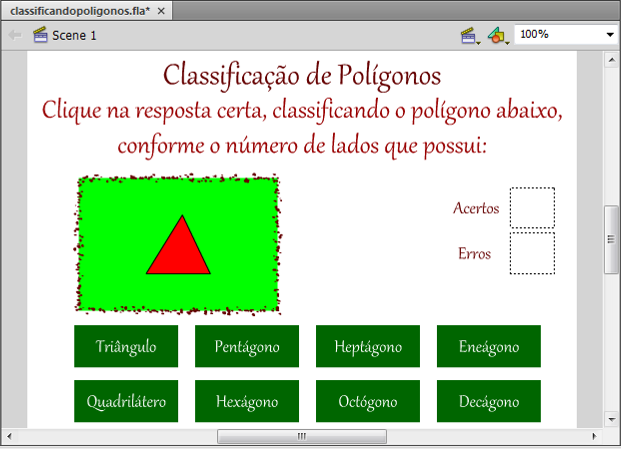 classificandopoligonos.fla*
Scene 1
100%
Classificação de Polígonos
Clique na resposta certa, classificando o polígono abaixo,
conforme o número de lados que possui:
Acertos
Erros
Triângulo Pentágono Heptágono Eneágono
Quadrilátero Hexágono Octógono Decágono